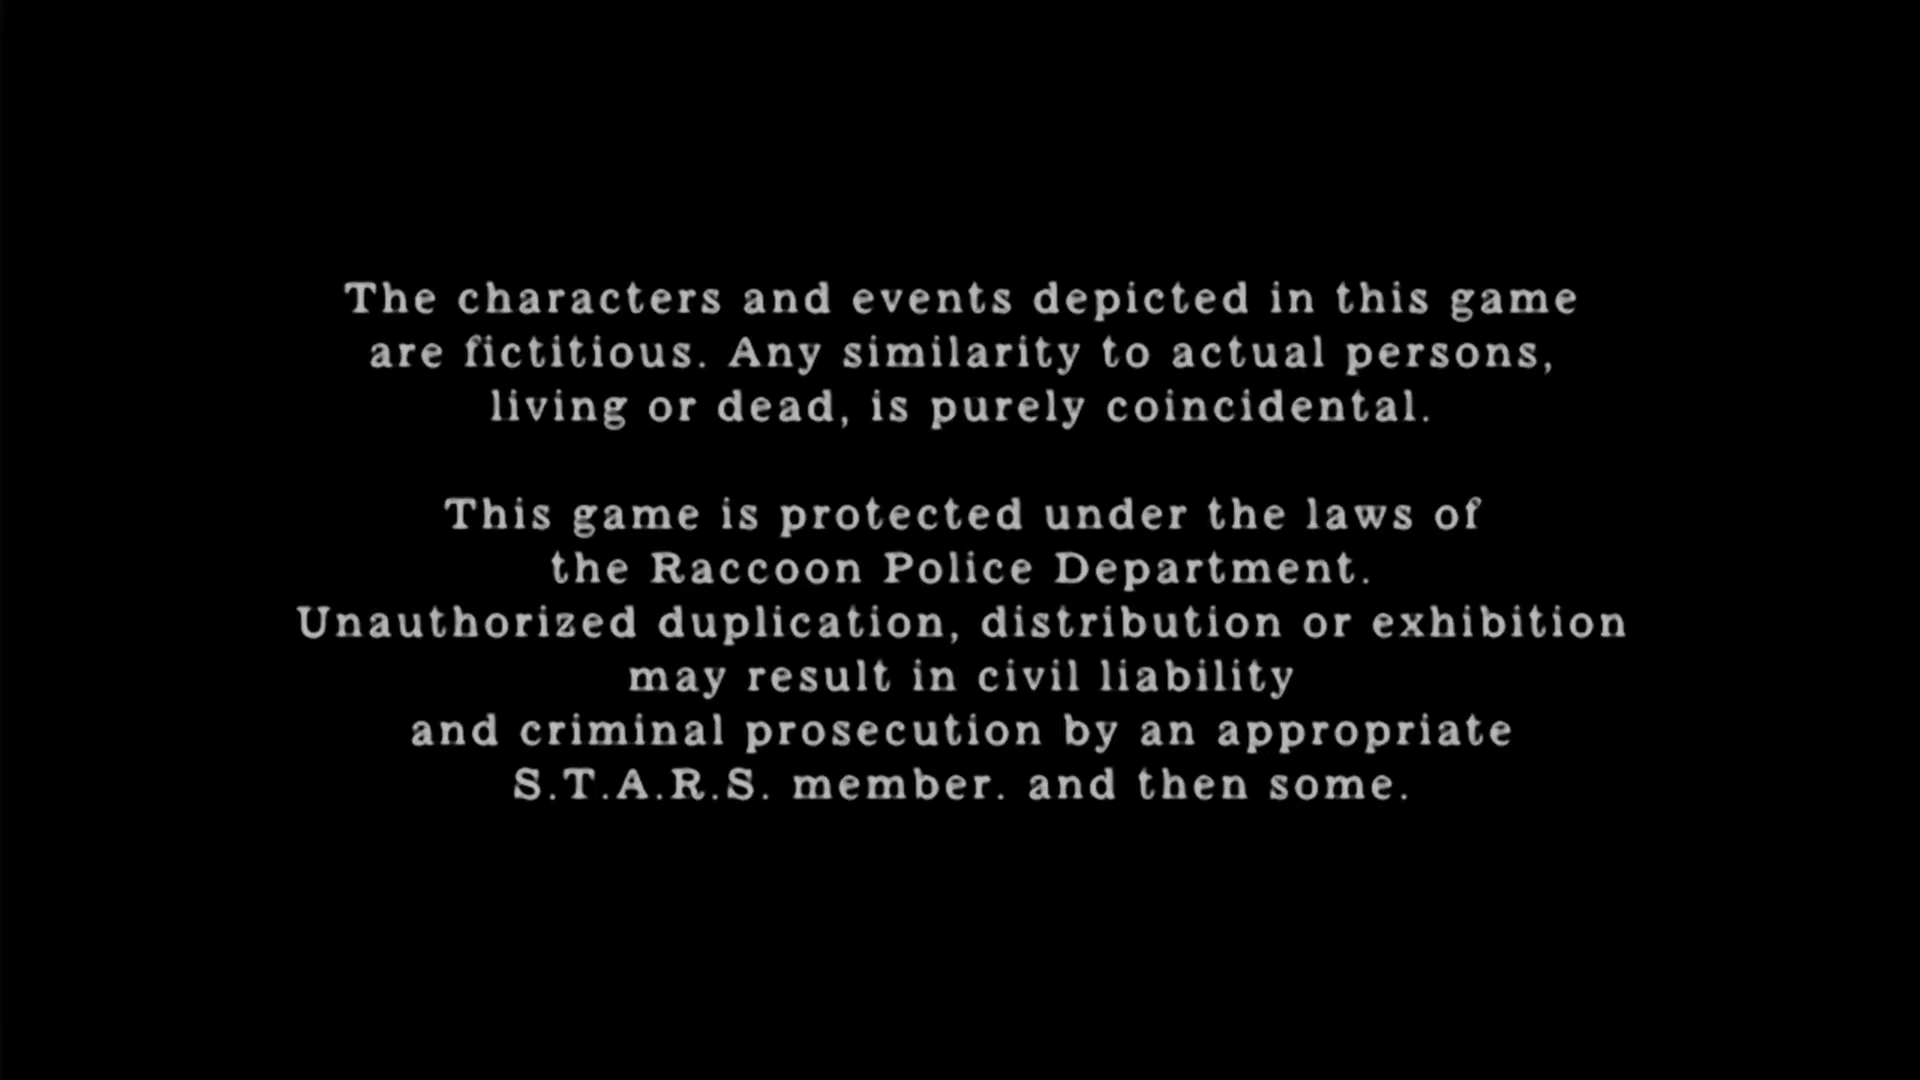 The characters and events depicted in this game
are fictitious. Any similarity to actual persons,
living or dead, is purely coincidental.
This game is protected under the laws of
the Raccoon Police Department.
Unauthorized duplication, distribution or exhibition
may result in civil liability
and criminal prosecution by an appropriate
S.T.A.R.S. member. and then some.